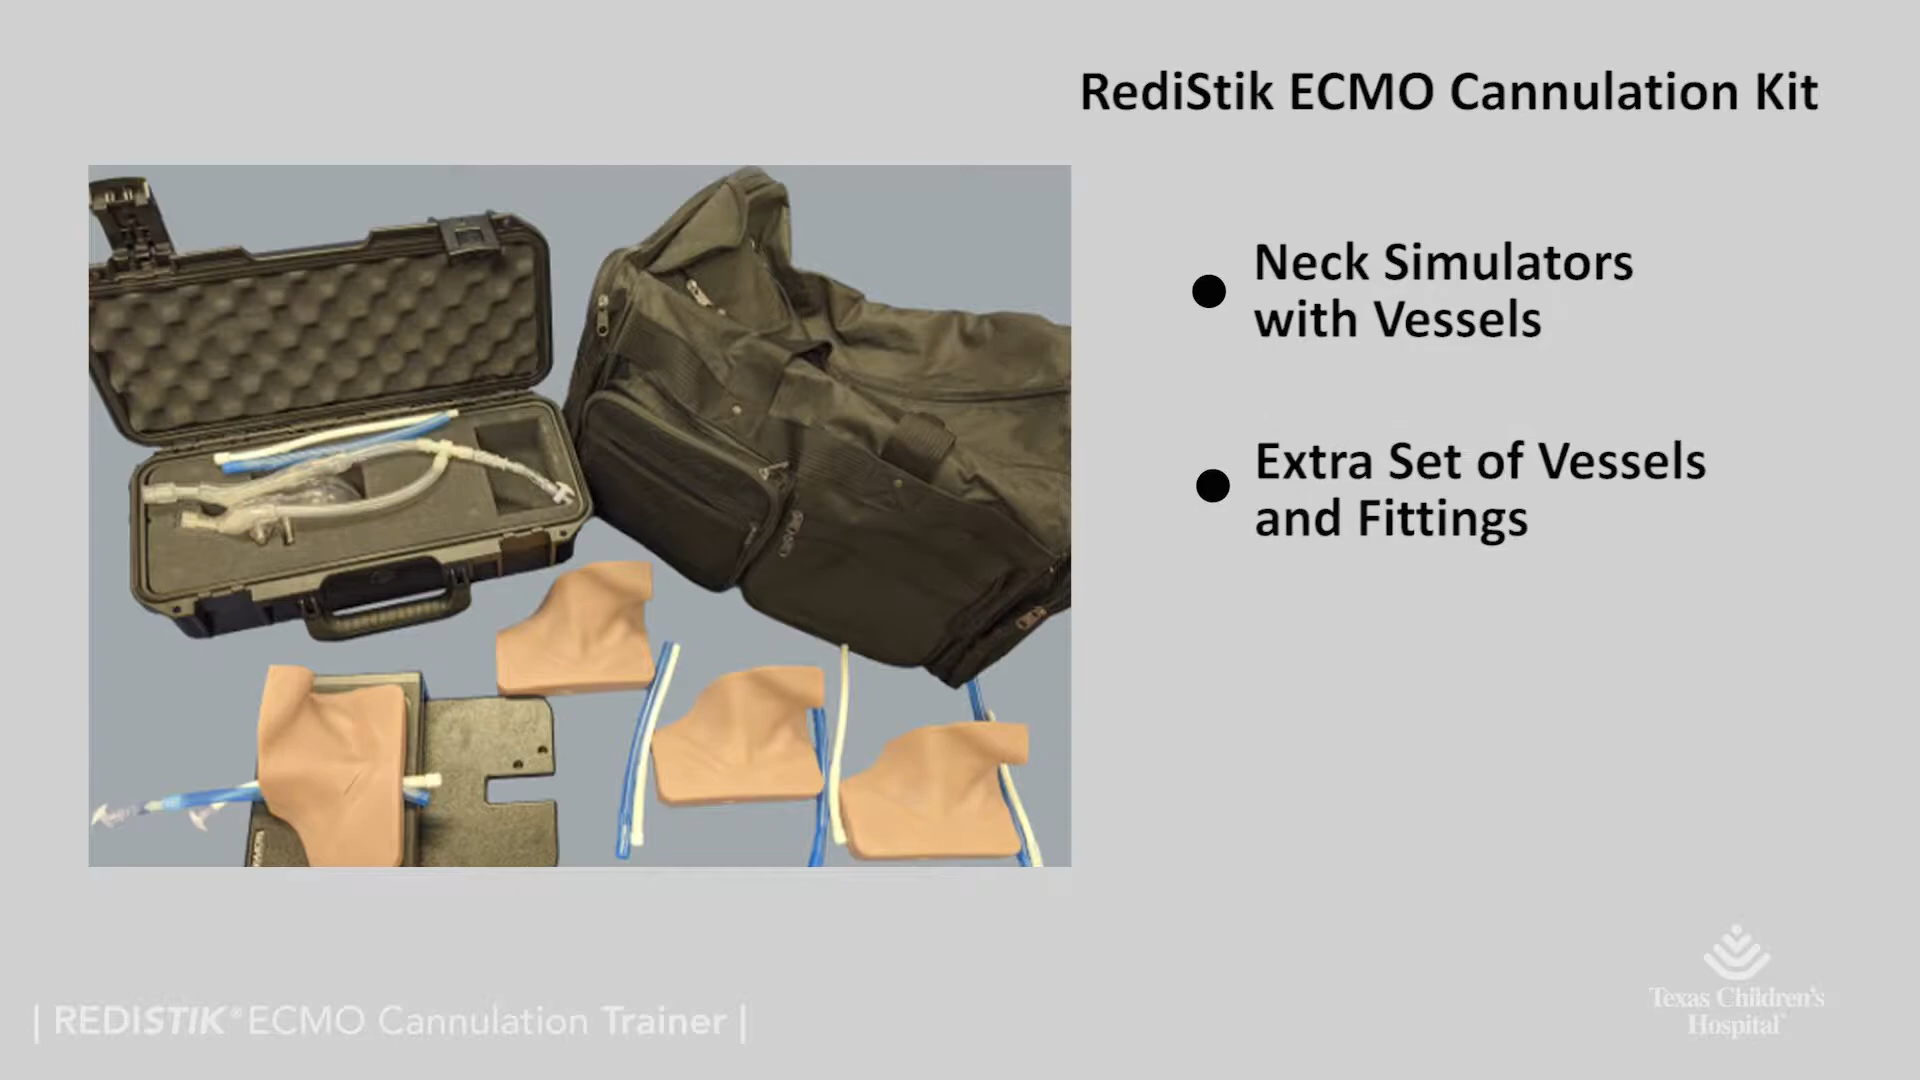 RediStik ECMO Cannulation Kit
Neck Simulators
with Vessels
Extra Set of Vessels
and Fittings
| REDISTIK® ECMO Cannulation Trainer |
Texas Children's
Hospital